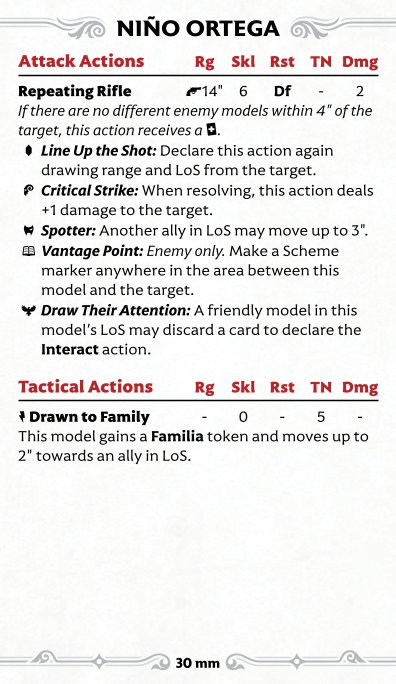 NIÑO ORTEGA
Attack Actions Rg Skl Rst TN Dmg
Repeating Rifle 14" 6 Df - 2
If there are no different enemy models within 4" of the
target, this action receives a .
Line Up the Shot: Declare this action again
drawing range and LoS from the target.
Critical Strike: When resolving, this action deals
+1 damage to the target.
Spotter: Another ally in LoS may move up to 3".
Vantage Point: Enemy only. Make a Scheme
marker anywhere in the area between this
model and the target.
Draw Their Attention: A friendly model in this
model's LoS may discard a card to declare the
Interact action.
Tactical Actions Rg Skl Rst TN Dmg
Drawn to Family - 0 - 5 -
This model gains a Familia token and moves up to
2" towards an ally in LoS.
30 mm